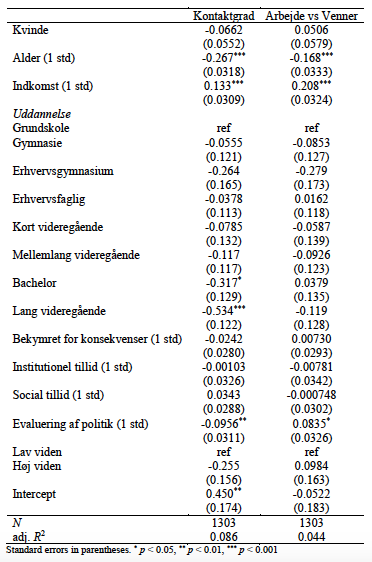 Kontaktgrad Arbejde vs Venner
Kvinde -0.0662 0.0506
(0.0552) (0.0579)
Alder (1 std) -0.267*** -0.168***
(0.0318) (0.0333)
Indkomst (1 std) 0.133*** 0.208***
(0.0309) (0.0324)
Uddannelse
Grundskole ref ref
Gymnasie -0.0555 -0.0853
(0.121) (0.127)
Erhvervsgymnasium -0.264 -0.279
(0.165) (0.173)
Erhvervsfaglig -0.0378 0.0162
(0.113) (0.118)
Kort videregående -0.0785 -0.0587
(0.132) (0.139)
Mellemlang videregående -0.117 -0.0926
(0.117) (0.123)
Bachelor -0.317* 0.0379
(0.129) (0.135)
Lang videregående -0.534*** -0.119
(0.122) (0.128)
Bekymret for konsekvenser (1 std) -0.0242 0.00730
(0.0280) (0.0293)
Institutionel tillid (1 std) -0.00103 -0.00781
(0.0326) (0.0342)
Social tillid (1 std) 0.0343 -0.000748
(0.0288) (0.0302)
Evaluering af politik (1 std) -0.0956** 0.0835*
(0.0311) (0.0326)
Lav viden ref ref
Høj viden -0.255 0.0984
(0.156) (0.163)
Intercept 0.450** -0.0522
(0.174) (0.183)
N 1303 1303
adj. R² 0.086 0.044
Standard errors in parentheses. * p < 0.05, ** p < 0.01, *** p < 0.001